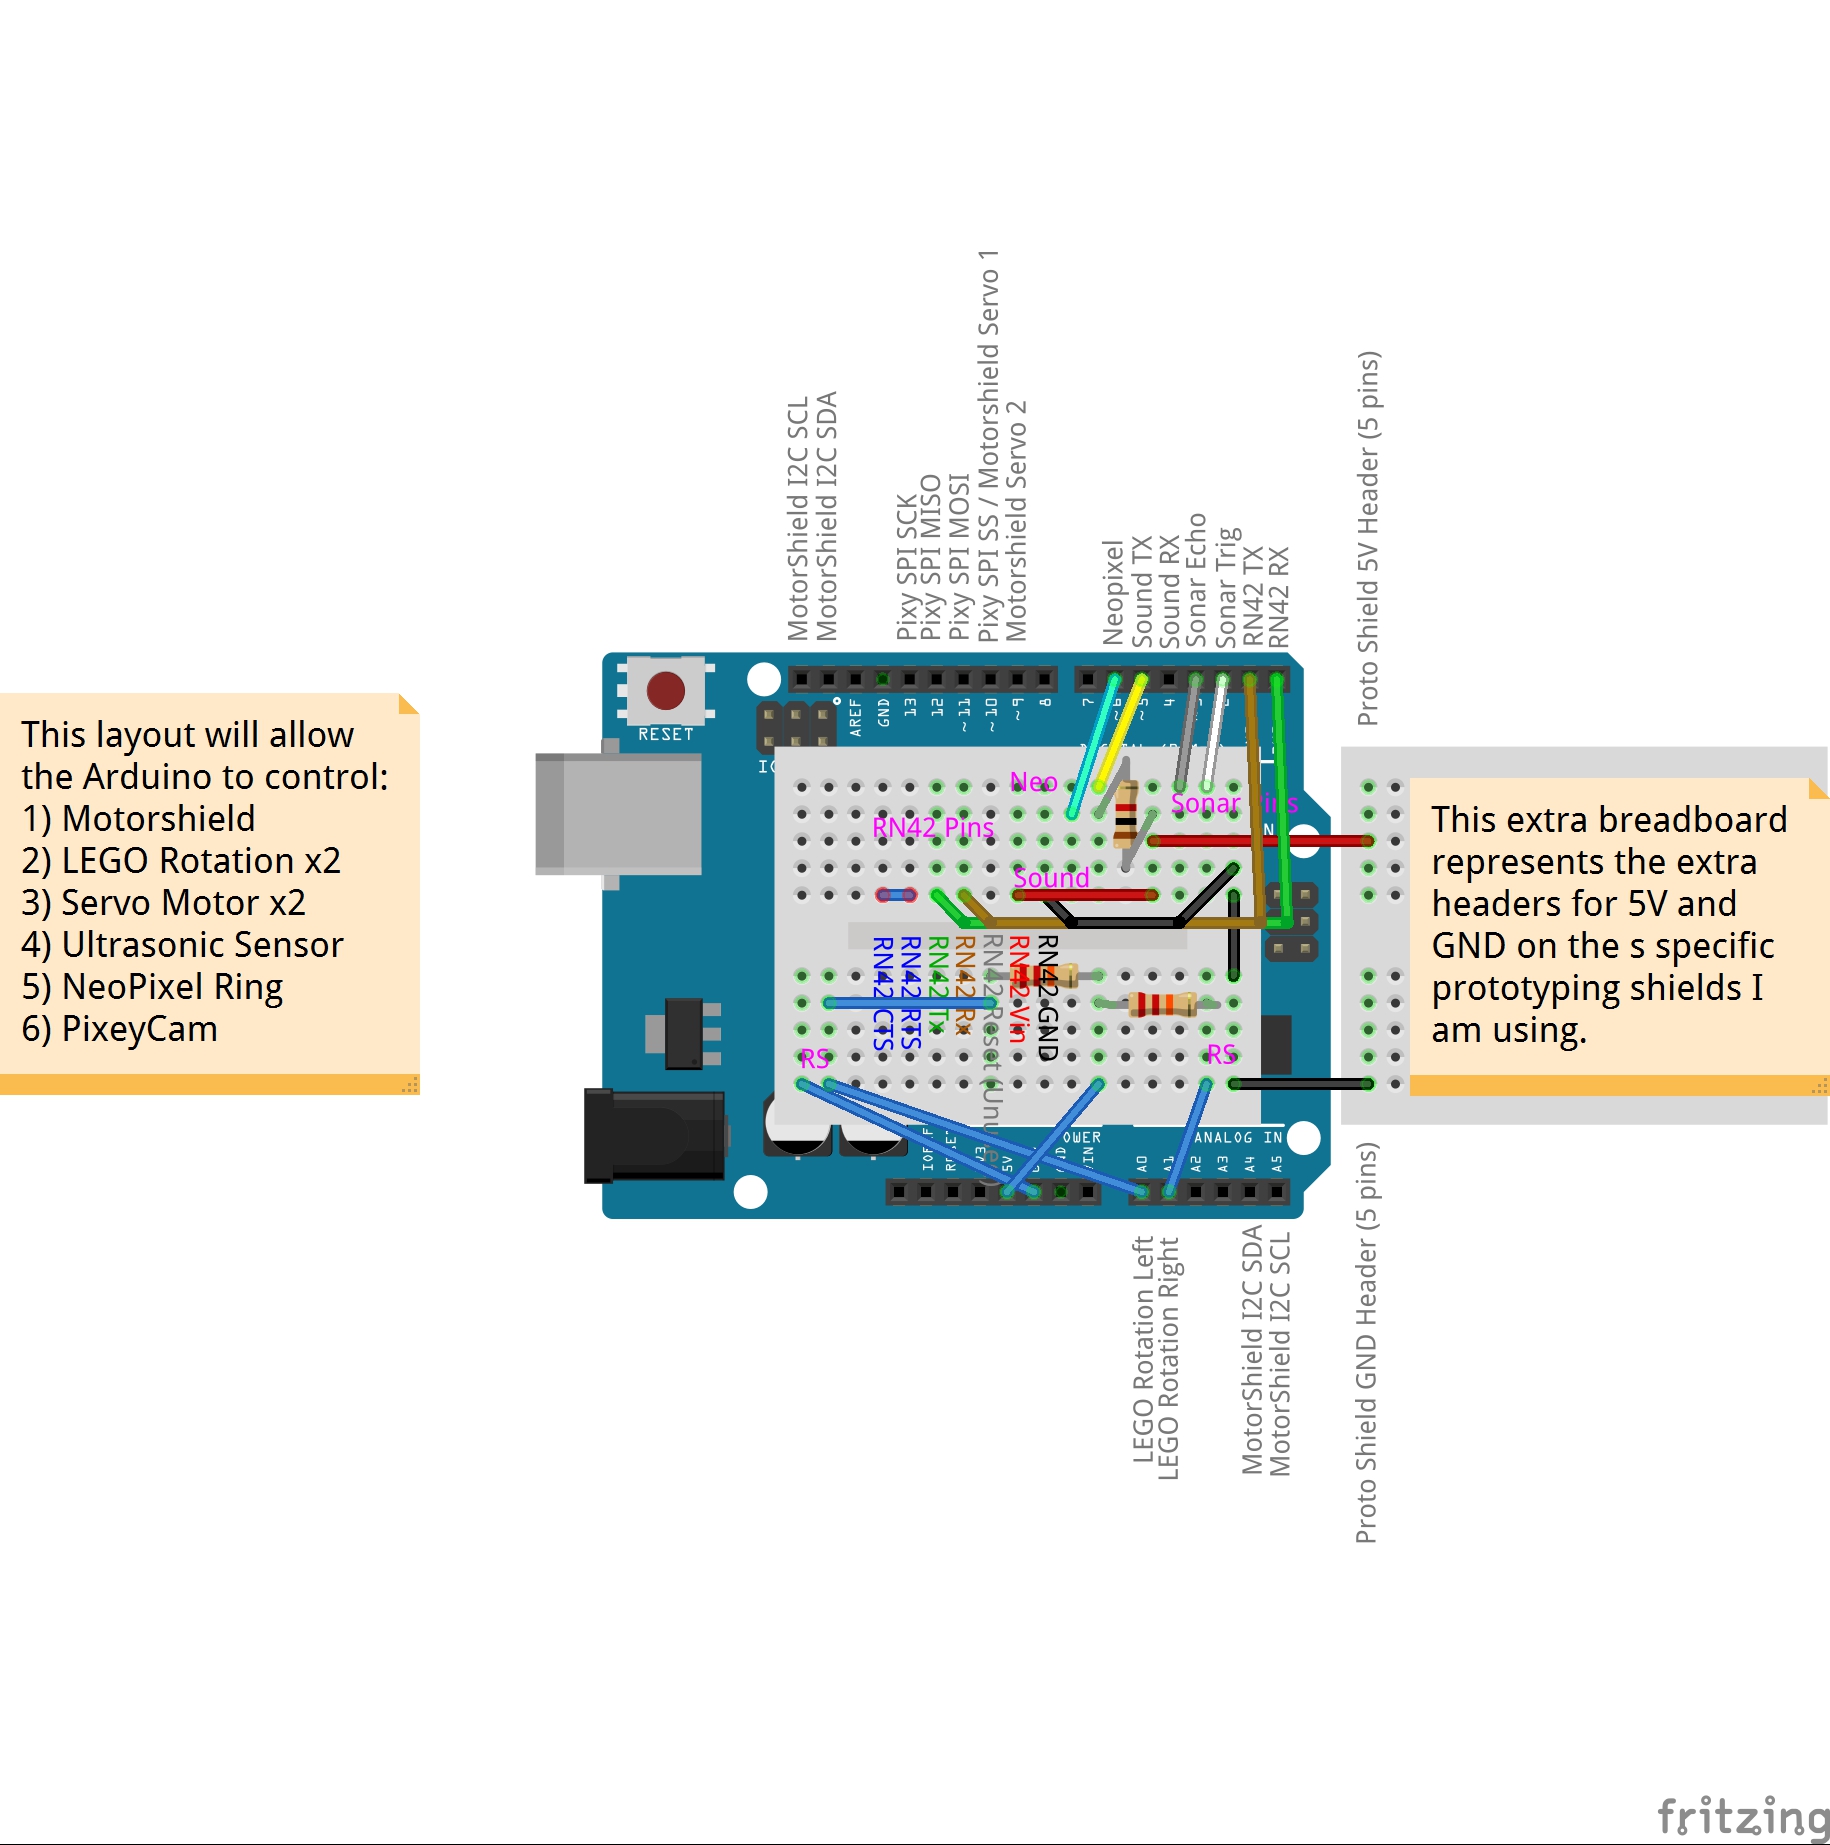 MotorShield I2C SCL
MotorShield I2C SDA
Pixy SPI SCK
Pixy SPI MISO
Pixy SPI MOSI
Pixy SPI SS / Motorshield Servo 1
Motorshield Servo 2
Neopixel
Sound TX
Sound RX
Sonar Echo
Sonar Trig
RN42 TX
RN42 RX
Proto Shield 5V Header (5 pins)
This layout will allow
the Arduino to control:
1) Motorshield
2) LEGO Rotation x2
3) Servo Motor x2
4) Ultrasonic Sensor
5) NeoPixel Ring
6) PixeyCam
RESET
AREF
GND
13
12
~11
~10
~9
8
7
~6
~5
4
Neo
Sonar
RN42 Pins
Sound
RN42 CTS
RN42 RTS
RN42 Tx
RN42 Rx
RN42 Reset
RN42 Vin
RN42 GND
RS
RS
This extra breadboard
represents the extra
headers for 5V and
GND on the s specific
prototyping shields I
am using.
5V
ANALOG IN
A0
A1
A2
A3
A4
A5
LEGO Rotation Left
LEGO Rotation Right
MotorShield I2C SDA
MotorShield I2C SCL
Proto Shield GND Header (5 pins)
fritzing